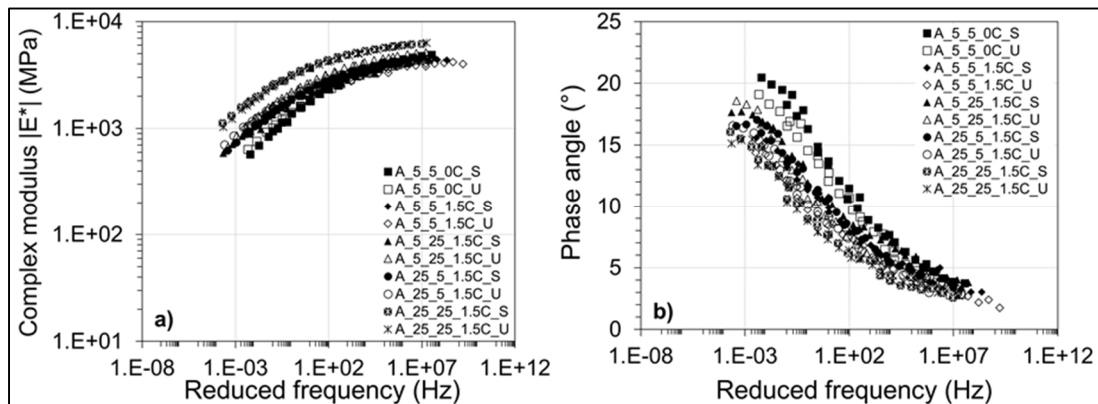 Complex modulus |E*| (MPa)
1.E+04
1.E+03
1.E+02
1.E+01
1.E-08 1.E-03 1.E+02 1.E+07 1.E+12
Reduced frequency (Hz)
A_5_5_0C_S
A_5_5_0C_U
A_5_5_1.5C_S
A_5_5_1.5C_U
A_5_25_1.5C_S
A_5_25_1.5C_U
A_25_5_1.5C_S
A_25_5_1.5C_U
A_25_25_1.5C_S
A_25_25_1.5C_U
a)
Phase angle (°)
25
20
15
10
5
0
1.E-08 1.E-03 1.E+02 1.E+07 1.E+12
Reduced frequency (Hz)
A_5_5_0C_S
A_5_5_0C_U
A_5_5_1.5C_S
A_5_5_1.5C_U
A_5_25_1.5C_S
A_5_25_1.5C_U
A_25_5_1.5C_S
A_25_5_1.5C_U
A_25_25_1.5C_S
A_25_25_1.5C_U
b)